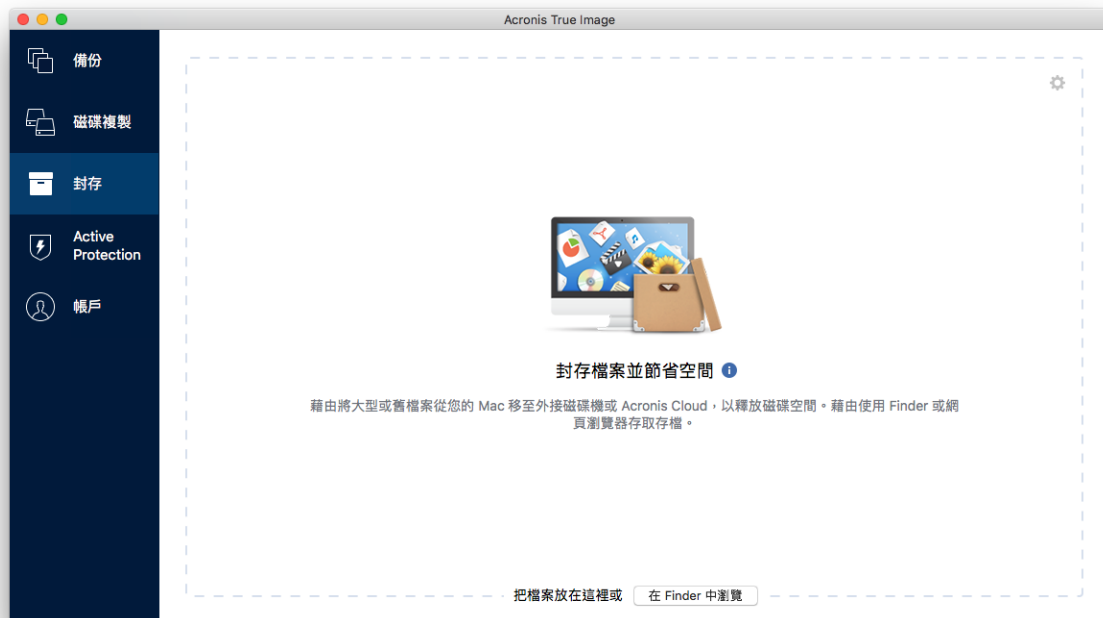 Acronis True Image
備份
磁碟複製
封存
Active
Protection
帳戶
封存檔案並節省空間
藉由將大型或舊檔案從您的 Mac 移至外接磁碟機或 Acronis Cloud，以釋放磁碟空間。藉由使用 Finder 或網
頁瀏覽器存取存檔。
把檔案放在這裡或 在 Finder 中瀏覽